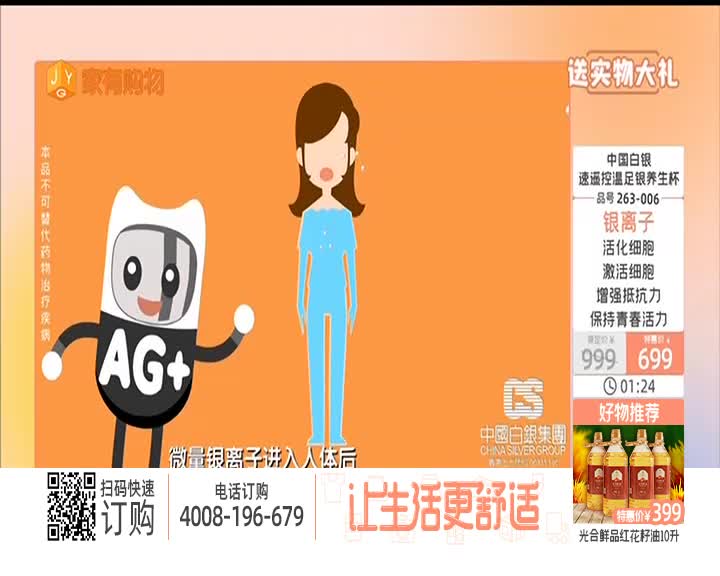 JYG 家有购物
送实物大礼
本品不可替代药物治疗疾病
AG+
微量银离子进入人体后
CS
中國白銀集團
CHINA SILVER GROUP
中国白银
速遥控温足银养生杯
品号 263-006
银离子
活化细胞
激活细胞
增强抵抗力
保持青春活力
999
特惠价¥
699
01:24
好物推荐
特惠价¥399
光合鲜品红花籽油10升
扫码快速
订购
电话订购
4008-196-679
让生活更舒适